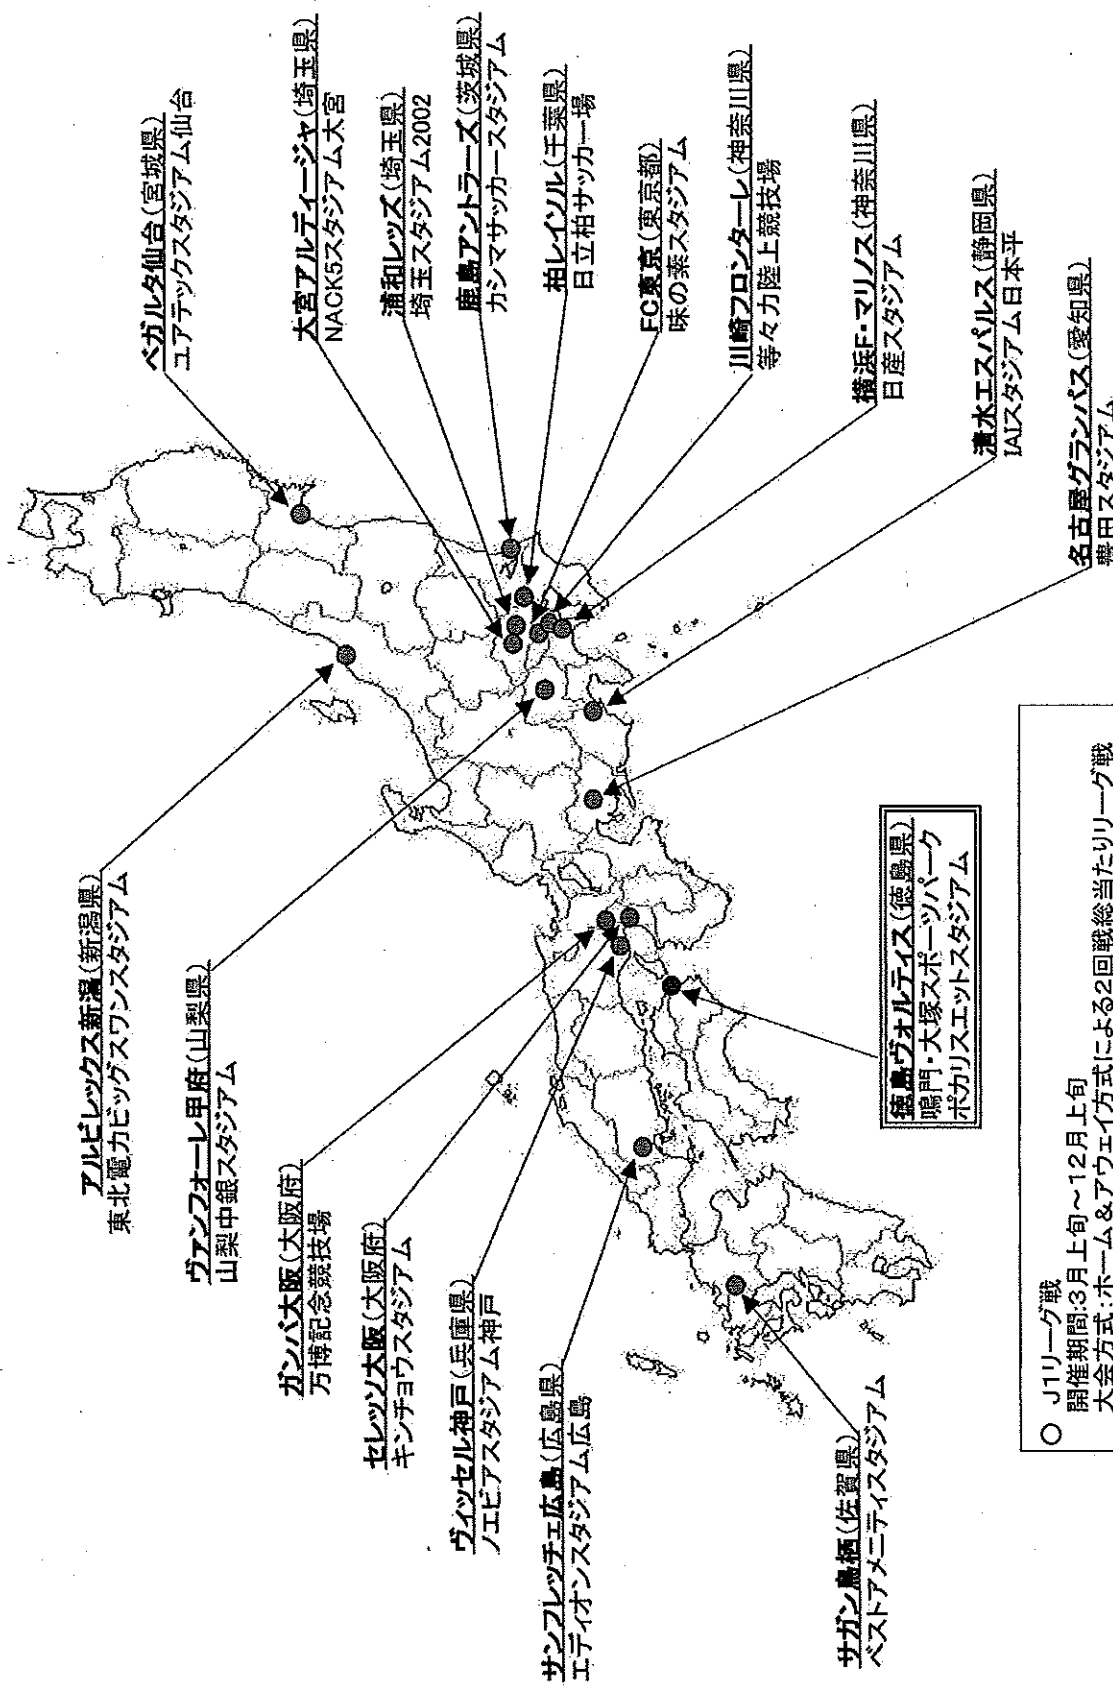 アルビレックス新潟(新潟県)
東北電力ビッグスワンスタジアム
ヴァンフォーレ甲府(山梨県)
山梨中銀スタジアム
ガンバ大阪(大阪府)
万博記念競技場
セレッソ大阪(大阪府)
キンチョウスタジアム
ヴィッセル神戸(兵庫県)
ノエビアスタジアム神戸
サンフレッチェ広島(広島県)
エディオンスタジアム広島
サガン鳥栖(佐賀県)
ベストアメニティスタジアム
ベガルタ仙台(宮城県)
ユアテックスタジアム仙台
大宮アルディージャ(埼玉県)
NACK5スタジアム大宮
浦和レッズ(埼玉県)
埼玉スタジアム2002
鹿島アントラーズ(茨城県)
カシマサッカースタジアム
柏レイソル(千葉県)
日立柏サッカー場
FC東京(東京都)
味の素スタジアム
川崎フロンターレ(神奈川県)
等々力陸上競技場
横浜F・マリノス(神奈川県)
日産スタジアム
清水エスパルス(静岡県)
IAIスタジアム日本平
名古屋グランパス(愛知県)
豊田スタジアム
徳島ヴォルティス(徳島県)
鳴門・大塚スポーツパーク
ポカリスエットスタジアム
○ J1リーグ戦
開催期間:3月上旬~12月上旬
大会方式:ホーム&アウェイ方式による2回戦総当たりリーグ戦